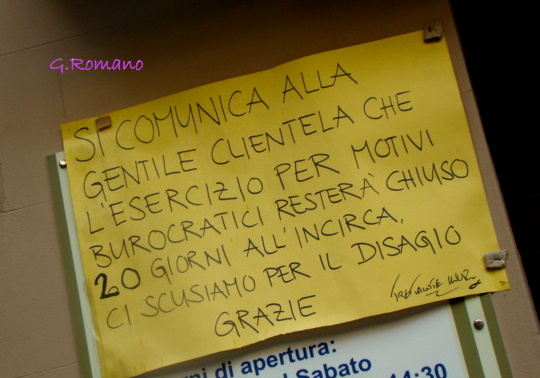 G.Romano
SI COMUNICA ALLA
GENTILE CLIENTELA CHE
L'ESERCIZIO PER MOTIVI
BUROCRATICI RESTERÀ CHIUSO
20 GIORNI ALL'INCIRCA,
CI SCUSIAMO PER IL DISAGIO
GRAZIE
di apertura:
Sabato
14:30